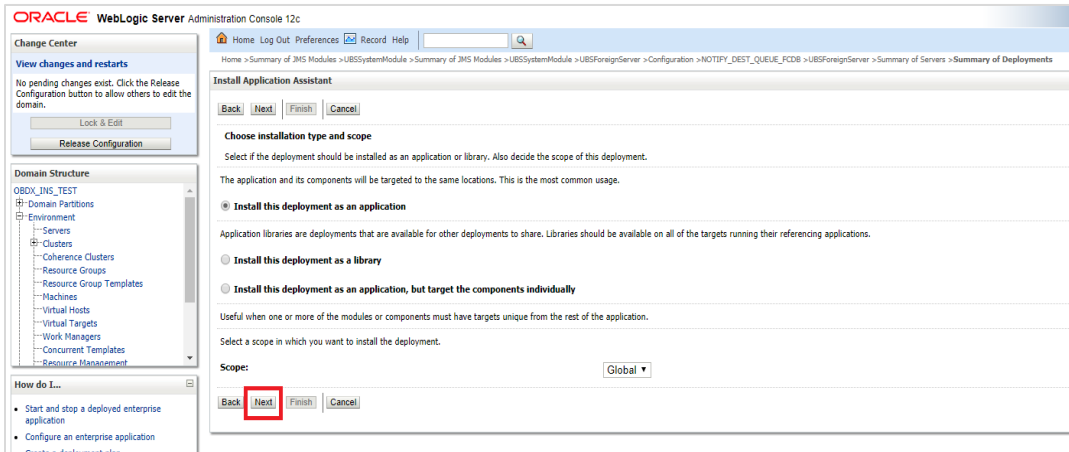 ORACLE WebLogic Server Administration Console 12c
Change Center
View changes and restarts
No pending changes exist. Click the Release
Configuration button to allow others to edit the
domain.
Lock & Edit
Release Configuration
Domain Structure
OBDX_INS_TEST
Domain Partitions
Environment
Servers
Clusters
Coherence Clusters
Resource Groups
Resource Group Templates
Machines
Virtual Hosts
Virtual Targets
Work Managers
Concurrent Templates
Resource Management
How do I...
Start and stop a deployed enterprise
application
Configure an enterprise application
Create a deployment plan
Home Log Out Preferences Record Help
Home >Summary of JMS Modules >UBSSystemModule >Summary of JMS Modules >UBSSystemModule >UBSForeignServer >Configuration >NOTIFY_DEST_QUEUE_FCDB >UBSForeignServer >Summary of Servers >Summary of Deployments
Install Application Assistant
Back Next Finish Cancel
Choose installation type and scope
Select if the deployment should be installed as an application or library. Also decide the scope of this deployment.
The application and its components will be targeted to the same locations. This is the most common usage.
Install this deployment as an application
Application libraries are deployments that are available for other deployments to share. Libraries should be available on all of the targets running their referencing applications.
Install this deployment as a library
Install this deployment as an application, but target the components individually
Useful when one or more of the modules or components must have targets unique from the rest of the application.
Select a scope in which you want to install the deployment.
Scope: Global
Back Next Finish Cancel